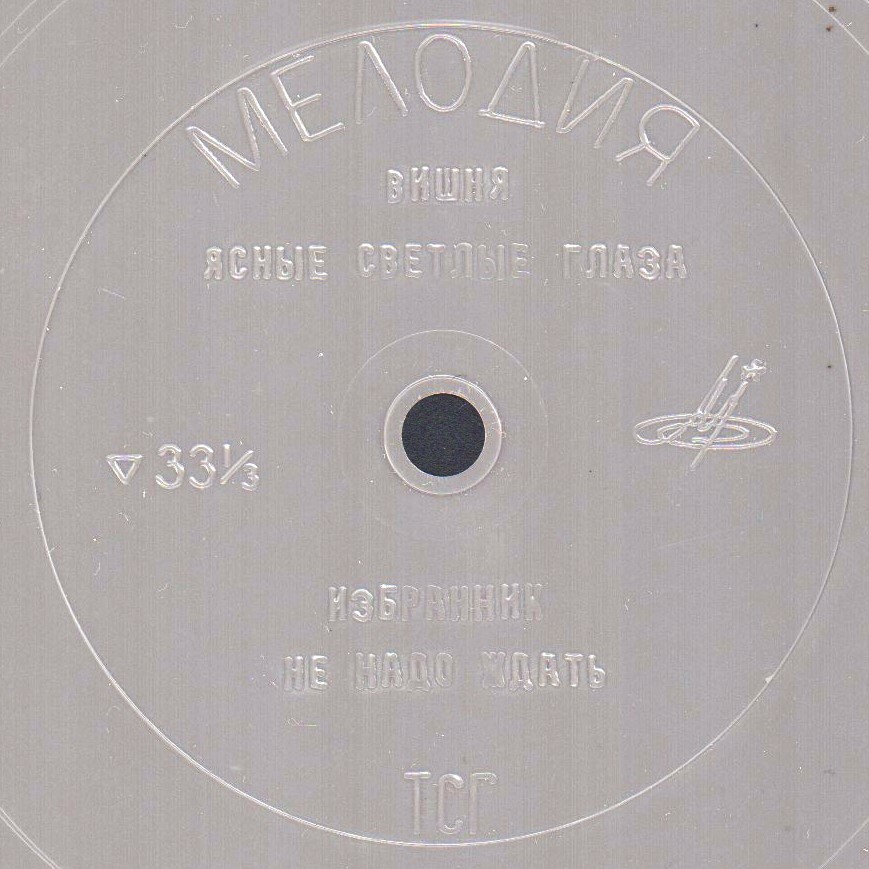 МЕЛОДИЯ
ВИШНЯ
ЯСНЫЕ СВЕТЛЫЕ ГЛАЗА
▽ 33⅓
ИЗБРАННИК
НЕ НАДО ЖДАТЬ
ТСГ